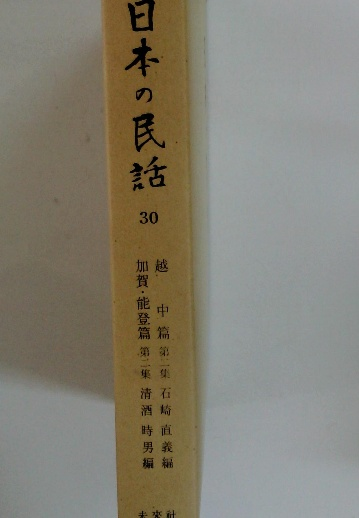 日本の民話
30
越中篇 第二集 石崎直義編
加賀・能登篇 第二集 清酒時男編
未來社